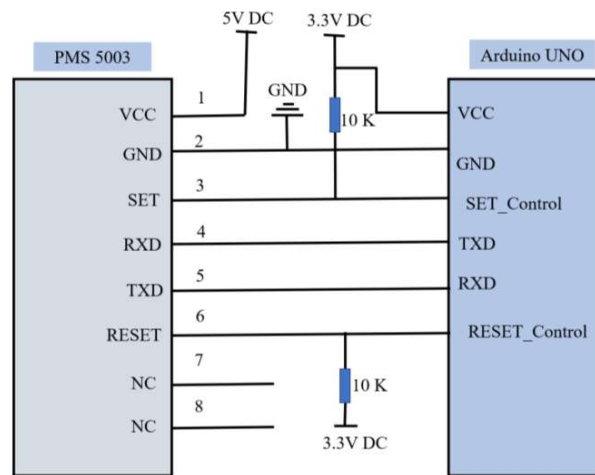 5V DC
3.3V DC
PMS 5003
Arduino UNO
1
GND
10 K
VCC
VCC
2
GND
GND
3
SET
SET_Control
4
RXD
TXD
5
TXD
RXD
6
RESET
RESET_Control
7
NC
10 K
8
NC
3.3V DC